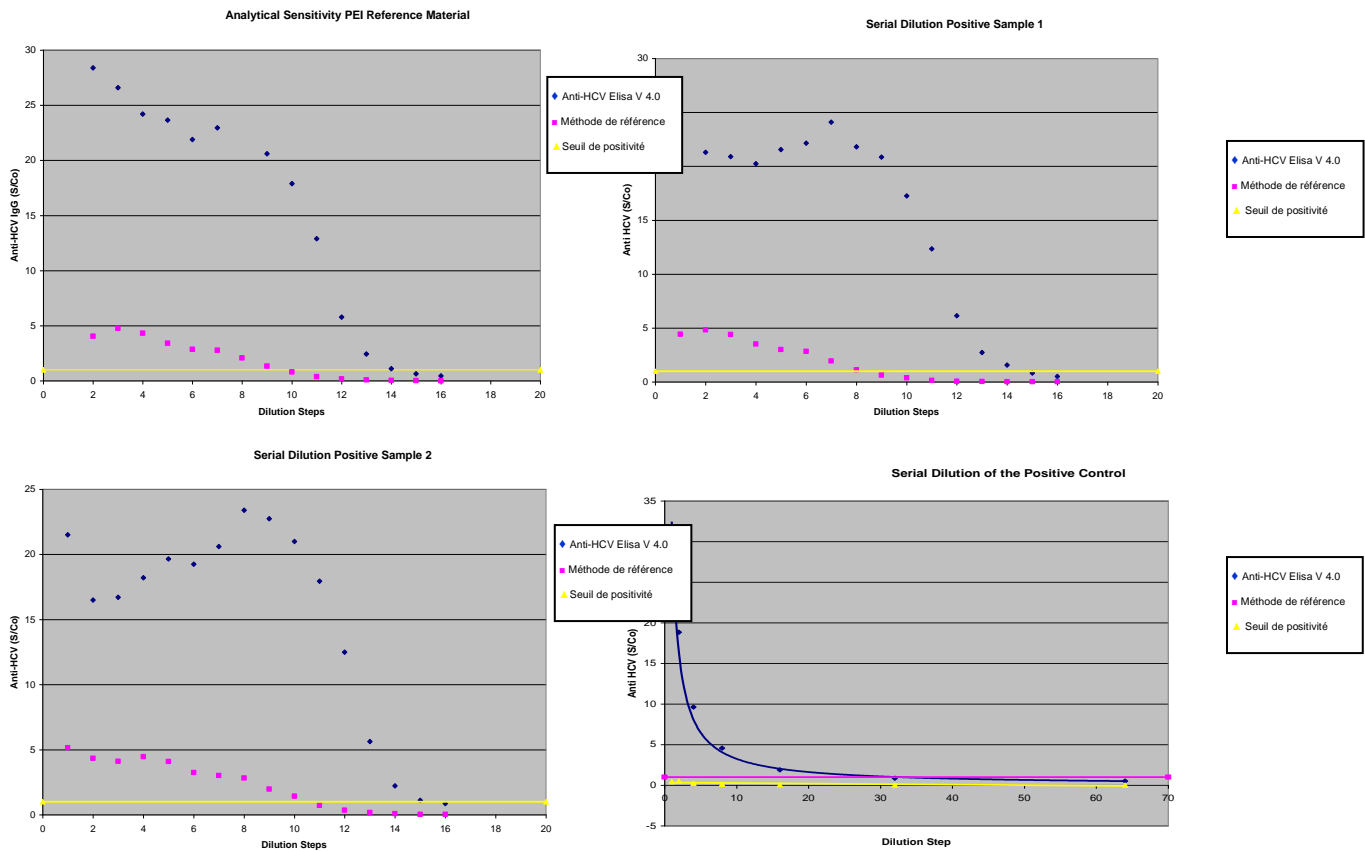 Analytical Sensitivity PEI Reference Material
30
25
20
15
10
5
0
Anti-HCV IgG (S/Co)
0 2 4 6 8 10 12 14 16 18 20
Dilution Steps
Anti-HCV Elisa V 4.0
Méthode de référence
Seuil de positivité
Serial Dilution Positive Sample 1
30
20
15
10
5
0
Anti HCV (S/Co)
0 2 4 6 8 10 12 14 16 18 20
Dilution Steps
Anti-HCV Elisa V 4.0
Méthode de référence
Seuil de positivité
Serial Dilution Positive Sample 2
25
20
15
10
5
0
Anti-HCV (S/Co)
0 2 4 6 8 10 12 14 16 18 20
Dilution Steps
Anti-HCV Elisa V 4.0
Méthode de référence
Seuil de positivité
Serial Dilution of the Positive Control
35
20
15
10
5
0
-5
Anti HCV (S/Co)
0 10 20 30 40 50 60 70
Dilution Step
Anti-HCV Elisa V 4.0
Méthode de référence
Seuil de positivité